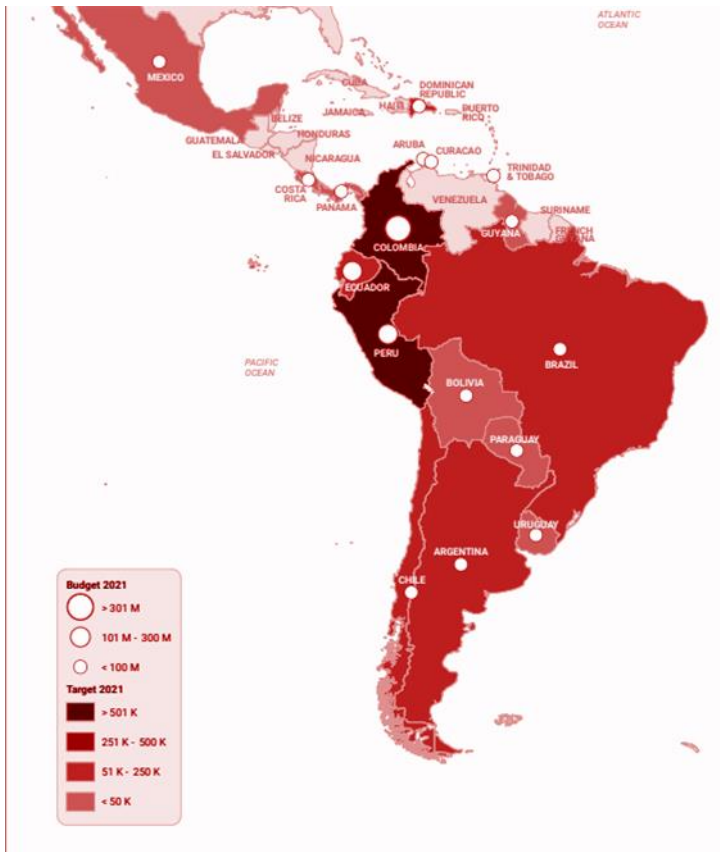 ATLANTIC
OCEAN
MEXICO
CUBA
DOMINICAN
REPUBLIC
HAITI
PUERTO
RICO
JAMAICA
BELIZE
GUATEMALA
HONDURAS
EL SALVADOR
NICARAGUA
ARUBA
CURACAO
TRINIDAD
& TOBAGO
COSTA
RICA
PANAMA
VENEZUELA
SURINAME
GUYANA
FRENCH
GUYANA
COLOMBIA
ECUADOR
PERU
BRAZIL
PACIFIC
OCEAN
BOLIVIA
PARAGUAY
URUGUAY
ARGENTINA
CHILE
Budget 2021
> 301 M
101 M - 300 M
< 100 M
Target 2021
> 501 K
251 K - 500 K
51 K - 250 K
< 50 K